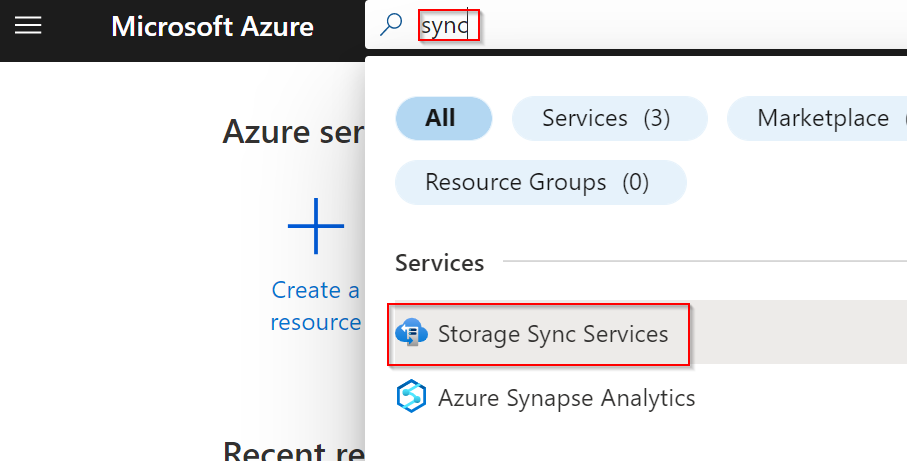 Microsoft Azure
sync
All
Services (3)
Marketplace (
Resource Groups (0)
Azure ser
Create a
resource
Services
Storage Sync Services
Azure Synapse Analytics
Recent re